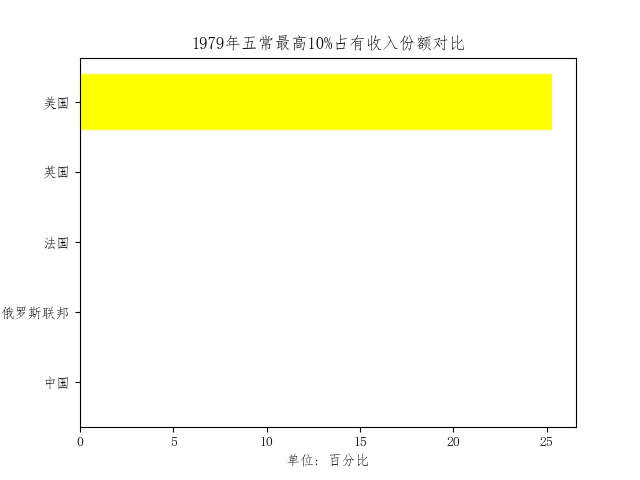 1979年五常最高10%占有收入份额对比
美国
英国
法国
俄罗斯联邦
中国
0 5 10 15 20 25
单位：百分比